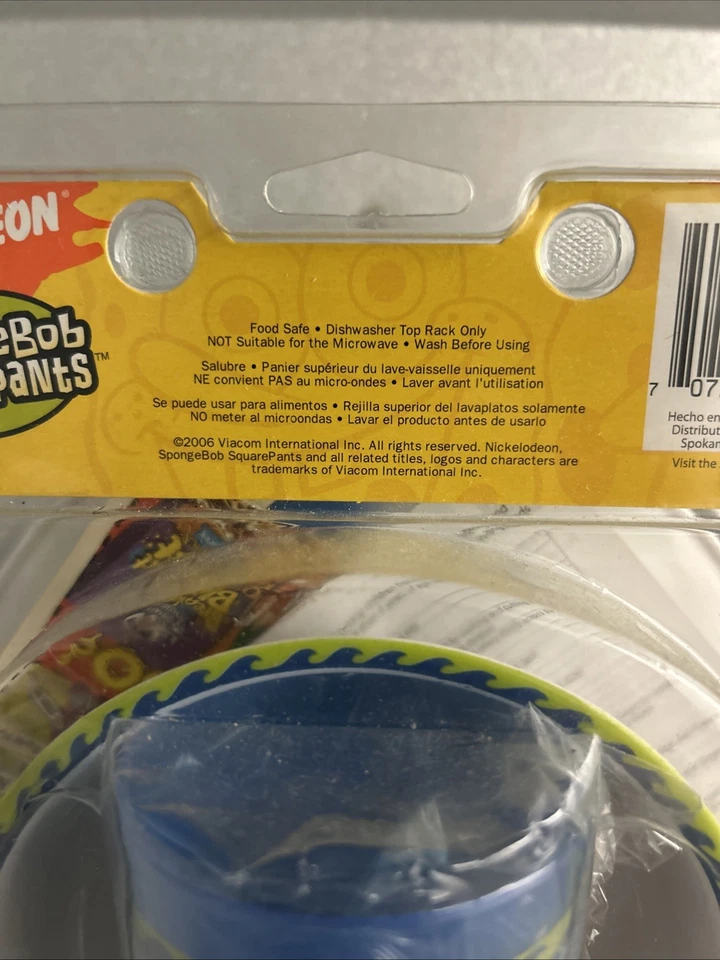 EON®
eBob
Pants™
Food Safe • Dishwasher Top Rack Only
NOT Suitable for the Microwave • Wash Before Using
Salubre • Panier supérieur du lave-vaisselle uniquement
NE convient PAS au micro-ondes • Laver avant l'utilisation
Se puede usar para alimentos • Rejilla superior del lavaplatos solamente
NO meter al microondas • Lavar el producto antes de usarlo
©2006 Viacom International Inc. All rights reserved. Nickelodeon,
SpongeBob SquarePants and all related titles, logos and characters are
trademarks of Viacom International Inc.
7 07
Hecho en
Distribut
Spokan
Visit the